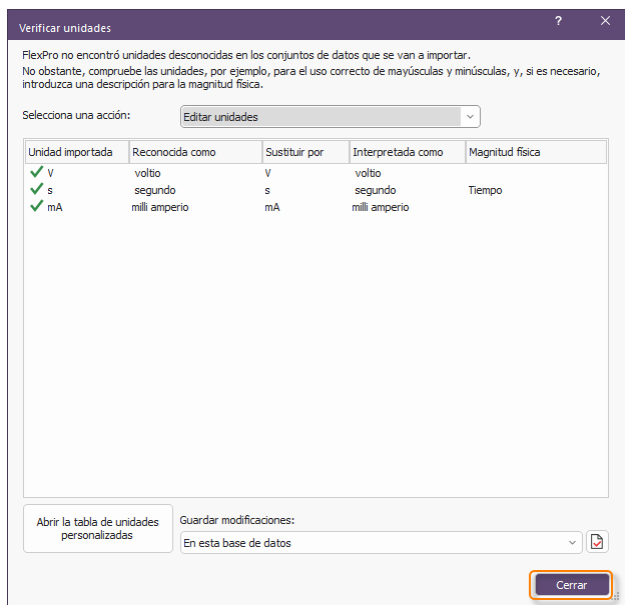 Verificar unidades
?
FlexPro no encontró unidades desconocidas en los conjuntos de datos que se van a importar.
No obstante, compruebe las unidades, por ejemplo, para el uso correcto de mayúsculas y minúsculas, y, si es necesario,
introduzca una descripción para la magnitud física.
Selecciona una acción: Editar unidades
Unidad importada Reconocida como Sustituir por Interpretada como Magnitud física
V voltio V voltio
s segundo s segundo Tiempo
mA milli amperio mA milli amperio
Abrir la tabla de unidades
personalizadas
Guardar modificaciones:
En esta base de datos
Cerrar